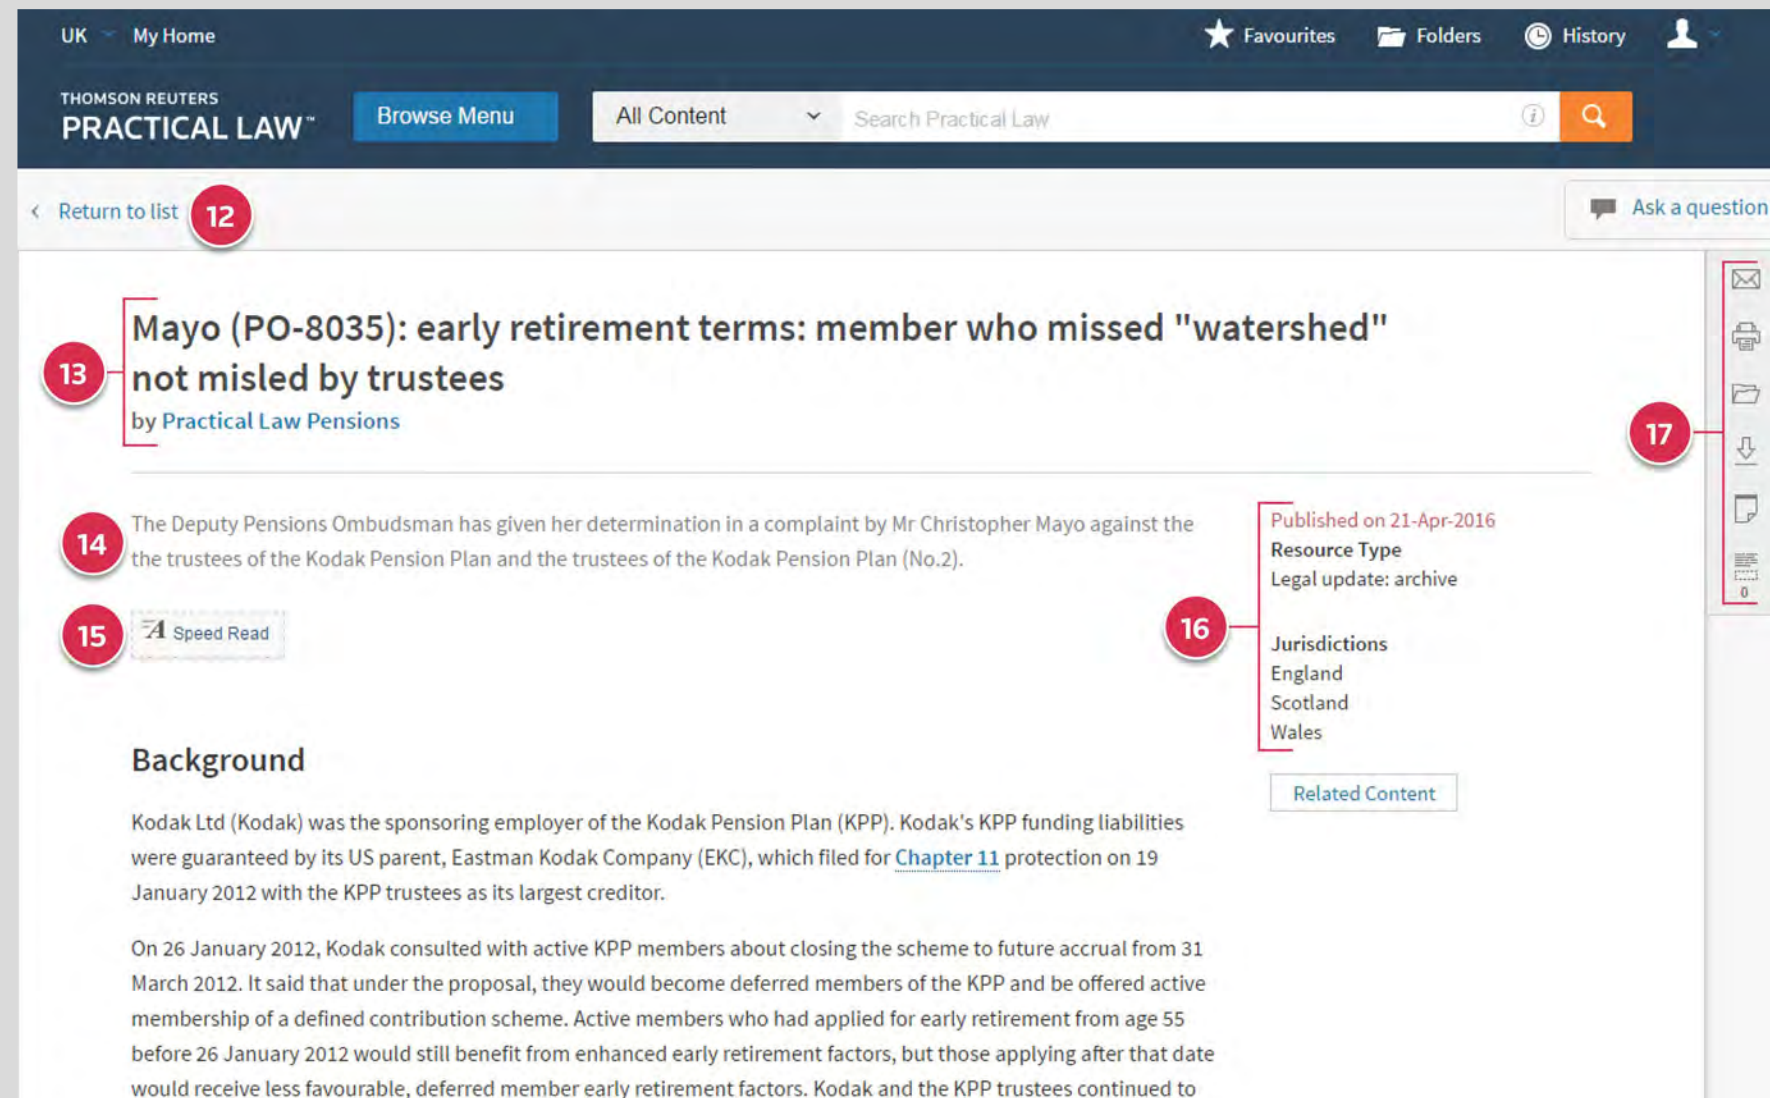 UK My Home Favourites Folders History
THOMSON REUTERS
PRACTICAL LAW™ Browse Menu All Content Search Practical Law i
Return to list 12 Ask a question
Mayo (PO-8035): early retirement terms: member who missed "watershed"
13 not misled by trustees
by Practical Law Pensions
17
14
The Deputy Pensions Ombudsman has given her determination in a complaint by Mr Christopher Mayo against the
the trustees of the Kodak Pension Plan and the trustees of the Kodak Pension Plan (No.2).
15 A Speed Read
16
Published on 21-Apr-2016
Resource Type
Legal update: archive
Jurisdictions
England
Scotland
Wales
Related Content
0
Background
Kodak Ltd (Kodak) was the sponsoring employer of the Kodak Pension Plan (KPP). Kodak's KPP funding liabilities
were guaranteed by its US parent, Eastman Kodak Company (EKC), which filed for Chapter 11 protection on 19
January 2012 with the KPP trustees as its largest creditor.
On 26 January 2012, Kodak consulted with active KPP members about closing the scheme to future accrual from 31
March 2012. It said that under the proposal, they would become deferred members of the KPP and be offered active
membership of a defined contribution scheme. Active members who had applied for early retirement from age 55
before 26 January 2012 would still benefit from enhanced early retirement factors, but those applying after that date
would receive less favourable, deferred member early retirement factors. Kodak and the KPP trustees continued to